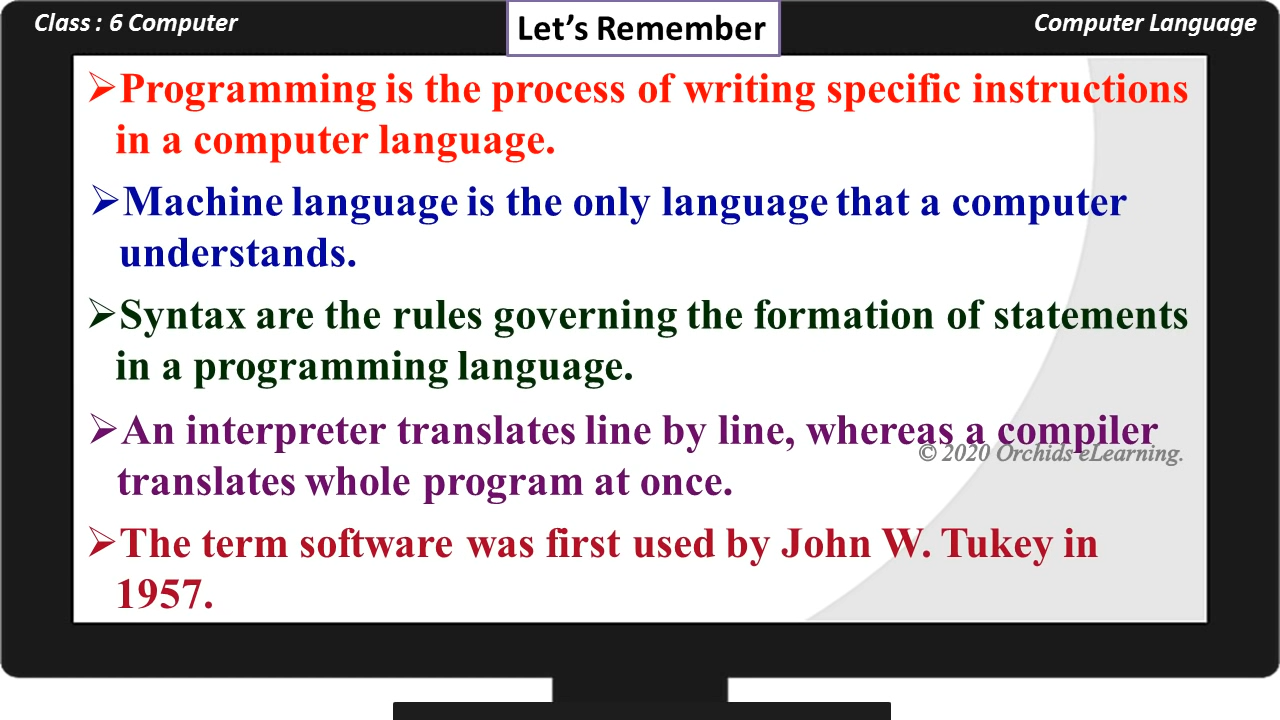 Class : 6 Computer
Let's Remember
Computer Language
➢Programming is the process of writing specific instructions
in a computer language.
➢Machine language is the only language that a computer
understands.
➢Syntax are the rules governing the formation of statements
in a programming language.
➢An interpreter translates line by line, whereas a compiler
© 2020 Orchids eLearning.
translates whole program at once.
➢The term software was first used by John W. Tukey in
1957.